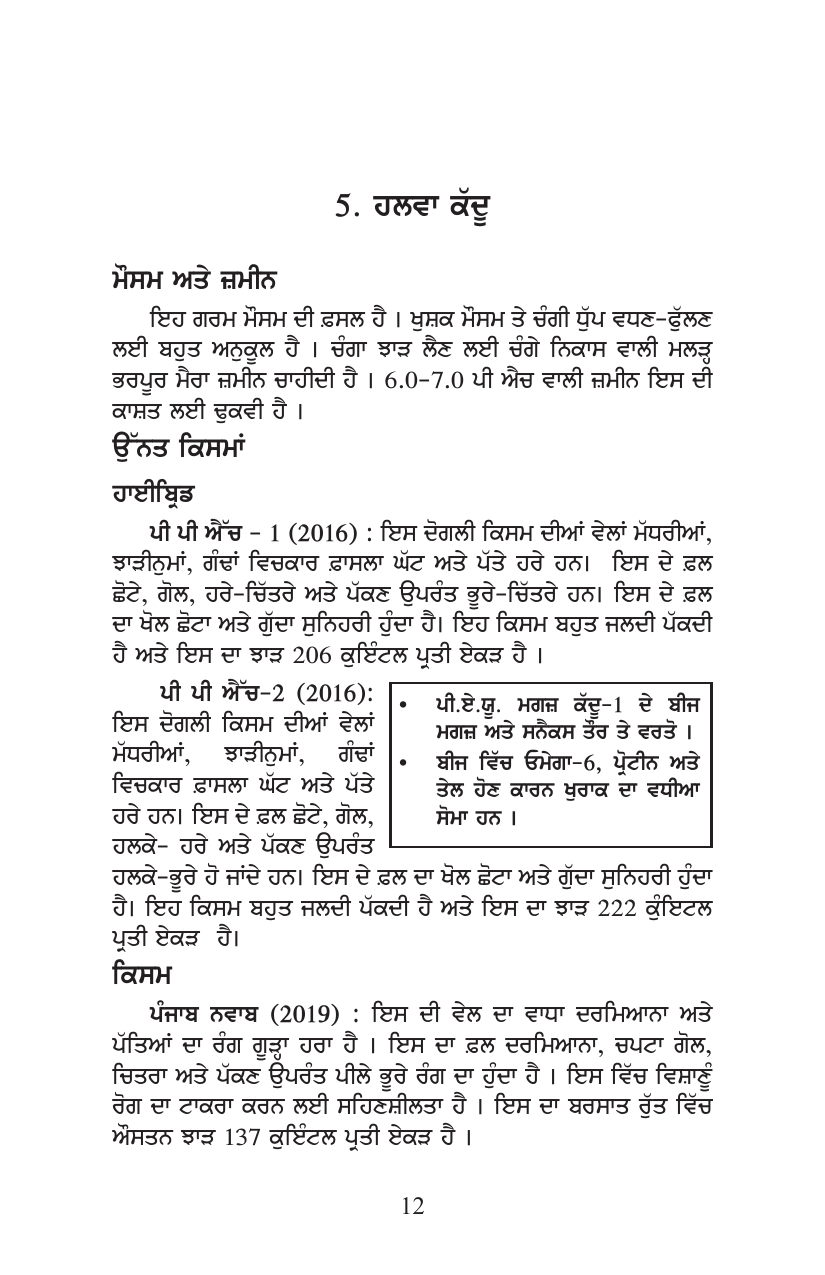 5. ਹਲਵਾ ਕੱਦੂ
ਮੌਸਮ ਅਤੇ ਜ਼ਮੀਨ
ਇਹ ਗਰਮ ਮੌਸਮ ਦੀ ਫ਼ਸਲ ਹੈ । ਖੁਸ਼ਕ ਮੌਸਮ ਤੇ ਚੰਗੀ ਧੁੱਪ ਵਧਣ-ਫੁੱਲਣ
ਲਈ ਬਹੁਤ ਅਨੁਕੂਲ ਹੈ । ਚੰਗਾ ਝਾੜ ਲੈਣ ਲਈ ਚੰਗੇ ਨਿਕਾਸ ਵਾਲੀ ਮਲੜ੍ਹ
ਭਰਪੂਰ ਮੈਰਾ ਜ਼ਮੀਨ ਚਾਹੀਦੀ ਹੈ । 6.0-7.0 ਪੀ ਐਚ ਵਾਲੀ ਜ਼ਮੀਨ ਇਸ ਦੀ
ਕਾਸ਼ਤ ਲਈ ਢੁਕਵੀ ਹੈ ।
ਉੱਨਤ ਕਿਸਮਾਂ
ਹਾਈਬ੍ਰਿਡ
ਪੀ ਪੀ ਐੱਚ - 1 (2016) : ਇਸ ਦੋਗਲੀ ਕਿਸਮ ਦੀਆਂ ਵੇਲਾਂ ਮੱਧਰੀਆਂ,
ਝਾੜੀਨੁਮਾਂ, ਗੰਢਾਂ ਵਿਚਕਾਰ ਫ਼ਾਸਲਾ ਘੱਟ ਅਤੇ ਪੱਤੇ ਹਰੇ ਹਨ। ਇਸ ਦੇ ਫ਼ਲ
ਛੋਟੇ, ਗੋਲ, ਹਰੇ-ਚਿੱਤਰੇ ਅਤੇ ਪੱਕਣ ਉਪਰੰਤ ਭੂਰੇ-ਚਿੱਤਰੇ ਹਨ। ਇਸ ਦੇ ਫ਼ਲ
ਦਾ ਖੋਲ ਛੋਟਾ ਅਤੇ ਗੁੱਦਾ ਸੁਨਿਹਰੀ ਹੁੰਦਾ ਹੈ। ਇਹ ਕਿਸਮ ਬਹੁਤ ਜਲਦੀ ਪੱਕਦੀ
ਹੈ ਅਤੇ ਇਸ ਦਾ ਝਾੜ 206 ਕੁਇੰਟਲ ਪ੍ਰਤੀ ਏਕੜ ਹੈ ।
ਪੀ ਪੀ ਐੱਚ-2 (2016):
ਇਸ ਦੋਗਲੀ ਕਿਸਮ ਦੀਆਂ ਵੇਲਾਂ
ਮੱਧਰੀਆਂ, ਝਾੜੀਨੁਮਾਂ, ਗੰਢਾਂ
ਵਿਚਕਾਰ ਫ਼ਾਸਲਾ ਘੱਟ ਅਤੇ ਪੱਤੇ
ਹਰੇ ਹਨ। ਇਸ ਦੇ ਫ਼ਲ ਛੋਟੇ, ਗੋਲ,
ਹਲਕੇ- ਹਰੇ ਅਤੇ ਪੱਕਣ ਉਪਰੰਤ
ਹਲਕੇ-ਭੂਰੇ ਹੋ ਜਾਂਦੇ ਹਨ। ਇਸ ਦੇ ਫ਼ਲ ਦਾ ਖੋਲ ਛੋਟਾ ਅਤੇ ਗੁੱਦਾ ਸੁਨਿਹਰੀ ਹੁੰਦਾ
ਹੈ। ਇਹ ਕਿਸਮ ਬਹੁਤ ਜਲਦੀ ਪੱਕਦੀ ਹੈ ਅਤੇ ਇਸ ਦਾ ਝਾੜ 222 ਕੁੰਇਟਲ
ਪ੍ਰਤੀ ਏਕੜ ਹੈ।
• ਪੀ.ਏ.ਯੂ. ਮਗਜ਼ ਕੱਦੂ-1 ਦੇ ਬੀਜ
ਮਗਜ਼ ਅਤੇ ਸਨੈਕਸ ਤੌਰ ਤੇ ਵਰਤੋ ।
• ਬੀਜ ਵਿੱਚ ਓਮੇਗਾ-6, ਪ੍ਰੋਟੀਨ ਅਤੇ
ਤੇਲ ਹੋਣ ਕਾਰਨ ਖੁਰਾਕ ਦਾ ਵਧੀਆ
ਸੋਮਾ ਹਨ ।
ਕਿਸਮ
ਪੰਜਾਬ ਨਵਾਬ (2019) : ਇਸ ਦੀ ਵੇਲ ਦਾ ਵਾਧਾ ਦਰਮਿਆਨਾ ਅਤੇ
ਪੱਤਿਆਂ ਦਾ ਰੰਗ ਗੂੜ੍ਹਾ ਹਰਾ ਹੈ । ਇਸ ਦਾ ਫ਼ਲ ਦਰਮਿਆਨਾ, ਚਪਟਾ ਗੋਲ,
ਚਿਤਰਾ ਅਤੇ ਪੱਕਣ ਉਪਰੰਤ ਪੀਲੇ ਭੂਰੇ ਰੰਗ ਦਾ ਹੁੰਦਾ ਹੈ । ਇਸ ਵਿੱਚ ਵਿਸ਼ਾਣੂੰ
ਰੋਗ ਦਾ ਟਾਕਰਾ ਕਰਨ ਲਈ ਸਹਿਣਸ਼ੀਲਤਾ ਹੈ । ਇਸ ਦਾ ਬਰਸਾਤ ਰੁੱਤ ਵਿੱਚ
ਔਸਤਨ ਝਾੜ 137 ਕੁਇੰਟਲ ਪ੍ਰਤੀ ਏਕੜ ਹੈ ।
12